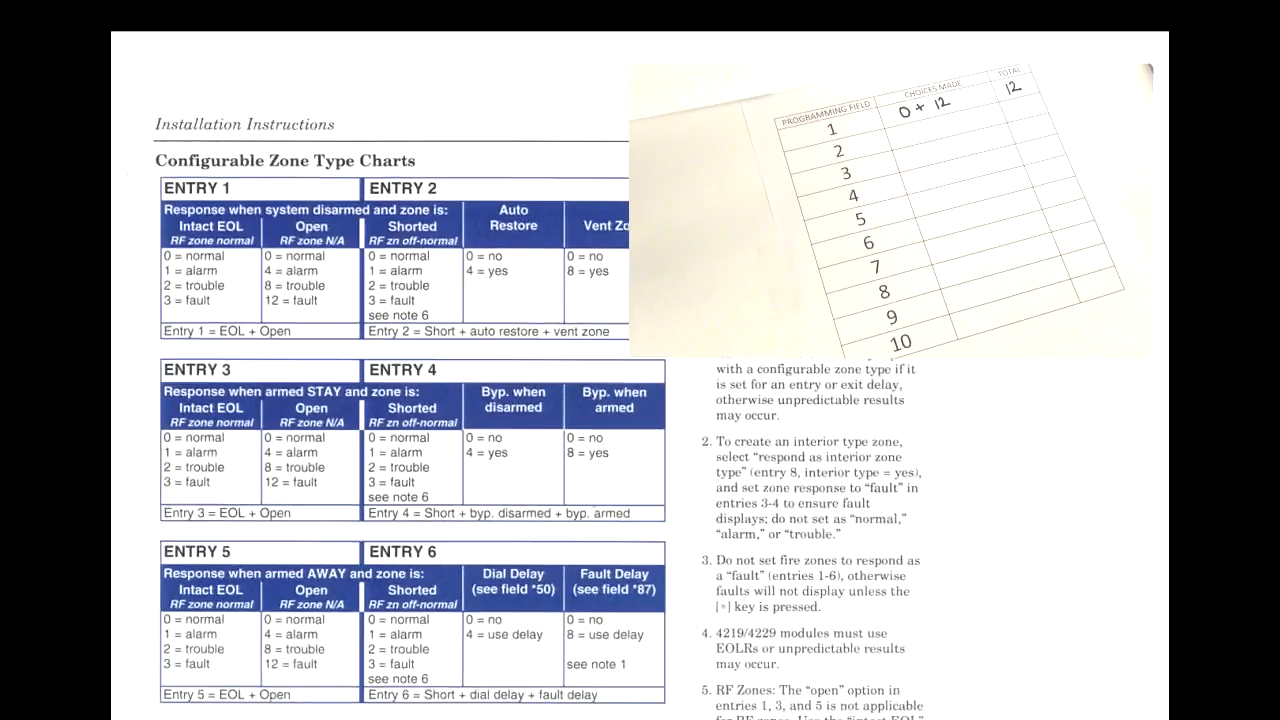 Installation Instructions
Configurable Zone Type Charts
ENTRY 1 ENTRY 2
Response when system disarmed and zone is: Auto Restore Vent Zo
Intact EOL Open Shorted
RF zone normal RF zone N/A RF zn off-normal
0 = normal 0 = normal 0 = normal 0 = no 0 = no
1 = alarm 4 = alarm 1 = alarm 4 = yes 8 = yes
2 = trouble 8 = trouble 2 = trouble
3 = fault 12 = fault 3 = fault
see note 6
Entry 1 = EOL + Open Entry 2 = Short + auto restore + vent zone
ENTRY 3 ENTRY 4
Response when armed STAY and zone is: Byp. when disarmed Byp. when armed
Intact EOL Open Shorted
RF zone normal RF zone N/A RF zn off-normal
0 = normal 0 = normal 0 = normal 0 = no 0 = no
1 = alarm 4 = alarm 1 = alarm 4 = yes 8 = yes
2 = trouble 8 = trouble 2 = trouble
3 = fault 12 = fault 3 = fault
see note 6
Entry 3 = EOL + Open Entry 4 = Short + byp. disarmed + byp. armed
ENTRY 5 ENTRY 6
Response when armed AWAY and zone is: Dial Delay (see field *50) Fault Delay (see field *87)
Intact EOL Open Shorted
RF zone normal RF zone N/A RF zn off-normal
0 = normal 0 = normal 0 = normal 0 = no 0 = no
1 = alarm 4 = alarm 1 = alarm 4 = use delay 8 = use delay
2 = trouble 8 = trouble 2 = trouble
3 = fault 12 = fault 3 = fault see note 1
see note 6
Entry 5 = EOL + Open Entry 6 = Short + dial delay + fault delay
PROGRAMMING FIELD CHOICES MADE TOTAL
1 0 + 12 12
2
3
4
5
6
7
8
9
10
with a configurable zone type if it
is set for an entry or exit delay,
otherwise unpredictable results
may occur.
2. To create an interior type zone,
select “respond as interior zone
type” (entry 8, interior type = yes),
and set zone response to “fault” in
entries 3-4 to ensure fault
displays; do not set as “normal,”
“alarm,” or “trouble.”
3. Do not set fire zones to respond as
a “fault” (entries 1-6), otherwise
faults will not display unless the
[*] key is pressed.
4. 4219/4229 modules must use
EOLRs or unpredictable results
may occur.
5. RF Zones: The “open” option in
entries 1, 3, and 5 is not applicable
for RF zones. Use the “intact EOL”